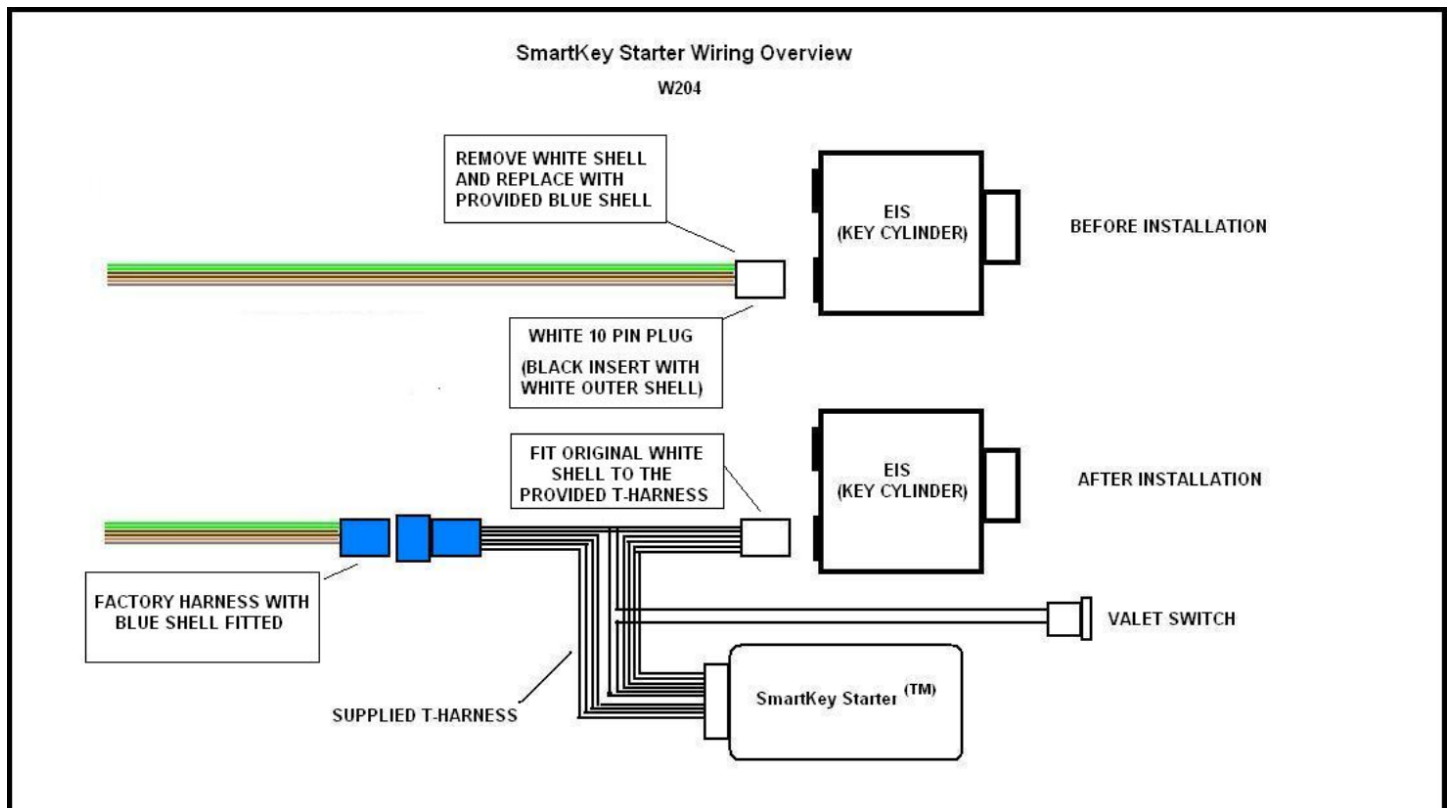 SmartKey Starter Wiring Overview
W204
REMOVE WHITE SHELL
AND REPLACE WITH
PROVIDED BLUE SHELL
EIS
(KEY CYLINDER)
BEFORE INSTALLATION
WHITE 10 PIN PLUG
(BLACK INSERT WITH
WHITE OUTER SHELL)
FIT ORIGINAL WHITE
SHELL TO THE
PROVIDED T-HARNESS
EIS
(KEY CYLINDER)
AFTER INSTALLATION
FACTORY HARNESS WITH
BLUE SHELL FITTED
VALET SWITCH
SUPPLIED T-HARNESS
SmartKey Starter (TM)